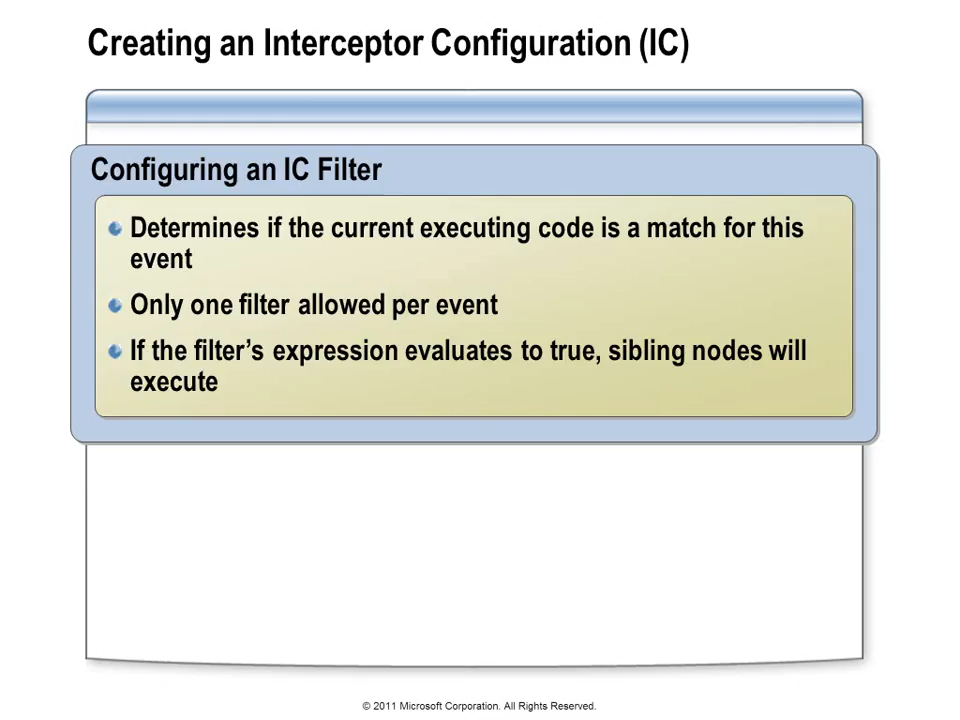 Creating an Interceptor Configuration (IC)
Configuring an IC Filter
Determines if the current executing code is a match for this
event
Only one filter allowed per event
If the filter’s expression evaluates to true, sibling nodes will
execute
© 2011 Microsoft Corporation. All Rights Reserved.